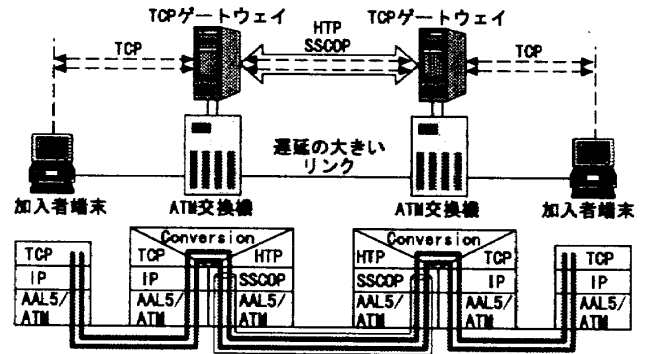 TCPゲートウェイ HTP TCPゲートウェイ
SSCOP
TCP TCP
遅延の大きい
リンク
加入者端末 ATM交換機 ATM交換機 加入者端末
Conversion Conversion
TCP TCP HTP HTP TCP TCP
IP IP SSCOP SSCOP IP IP
AAL5/ AAL5/ AAL5/ AAL5/ AAL5/ AAL5/
ATM ATM ATM ATM ATM ATM